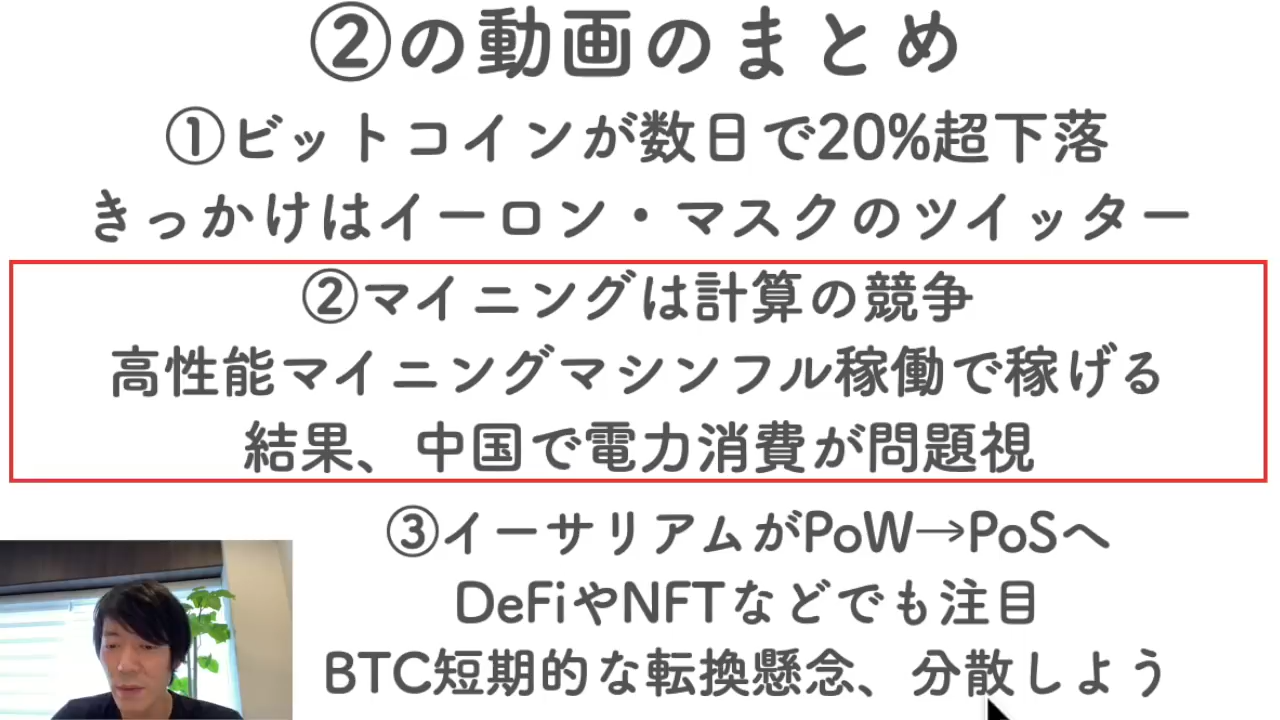 ②の動画のまとめ
①ビットコインが数日で20%超下落
きっかけはイーロン・マスクのツイッター
②マイニングは計算の競争
高性能マイニングマシンフル稼働で稼げる
結果、中国で電力消費が問題視
③イーサリアムがPoW→PoSへ
DeFiやNFTなどでも注目
BTC短期的な転換懸念、分散しよう